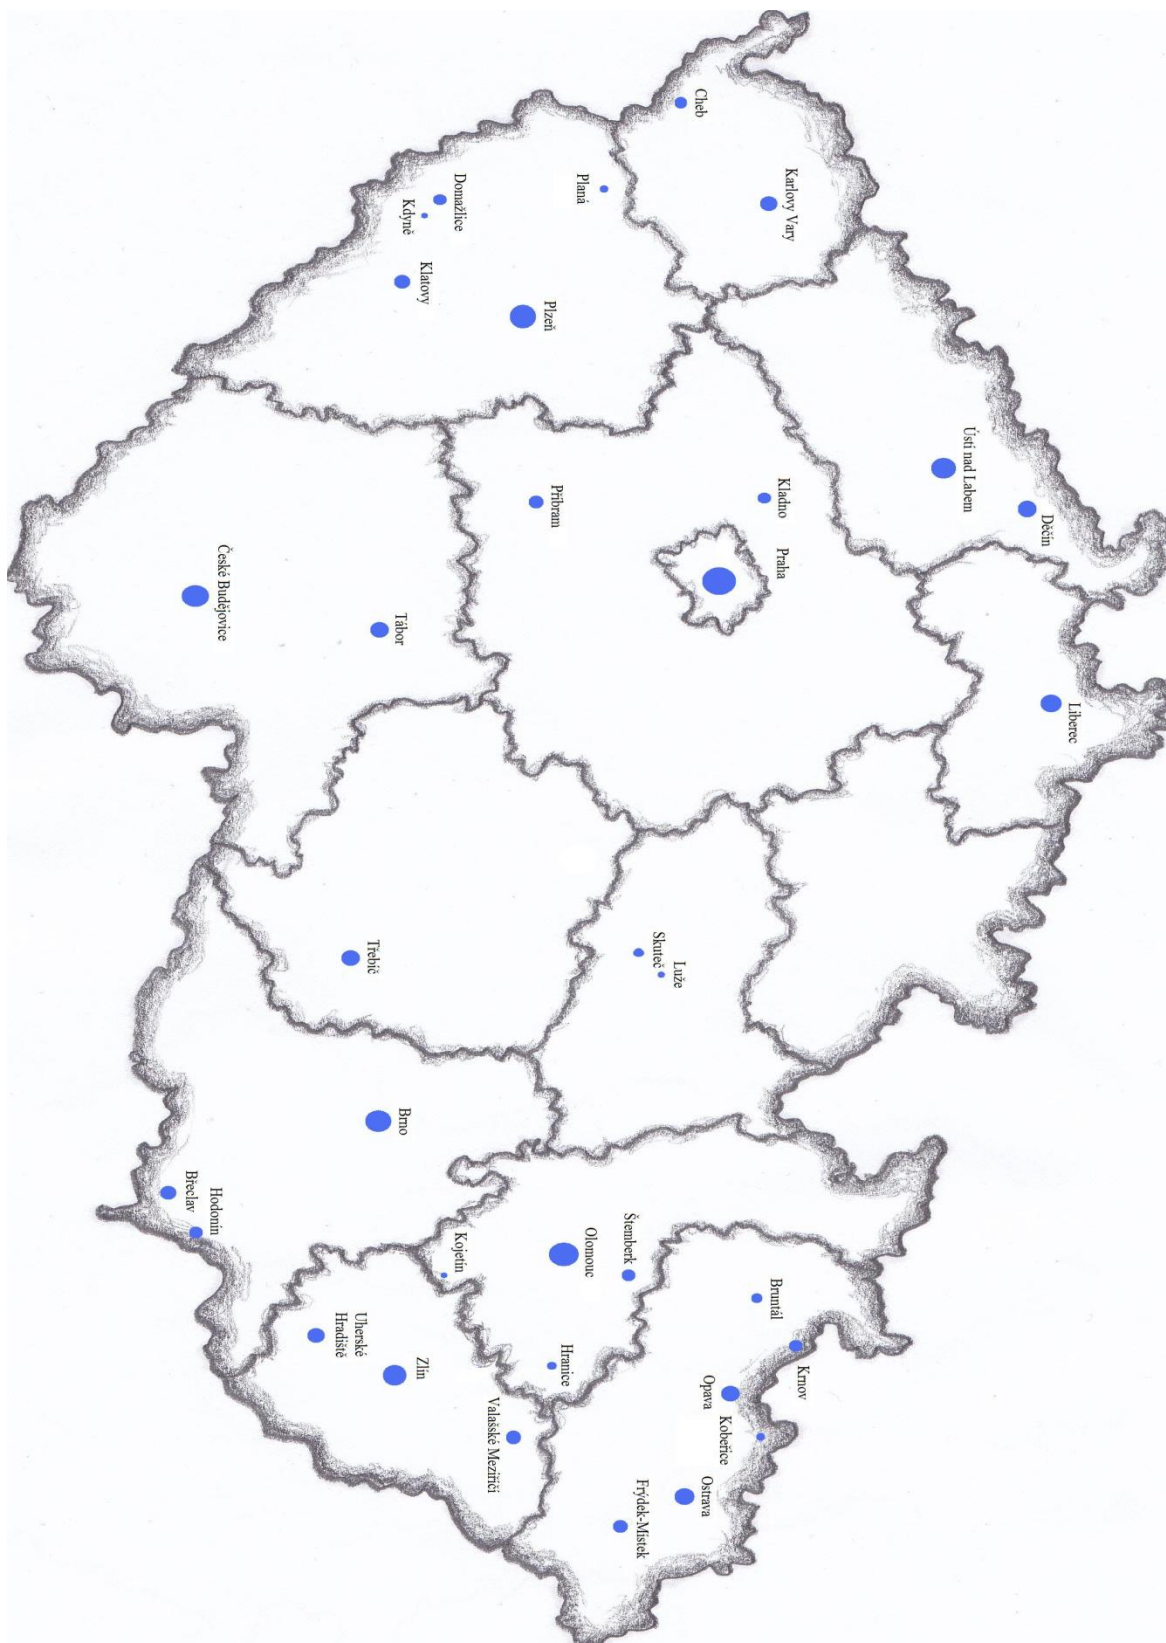 Liberec
Děčín
Ústí nad Labem
Krnov
Karlovy Vary
Kladno
Praha
Bruntál
Kobeřice
Opava
Ostrava
Cheb
Luže
Skuteč
Frýdek-Místek
Šternberk
Olomouc
Planá
Hranice
Plzeň
Příbram
Valašské Meziříčí
Domažlice
Kojetín
Klatovy
Zlín
Kdyně
Brno
Tábor
Třebíč
Uherské
Hradiště
České Budějovice
Hodonín
Břeclav